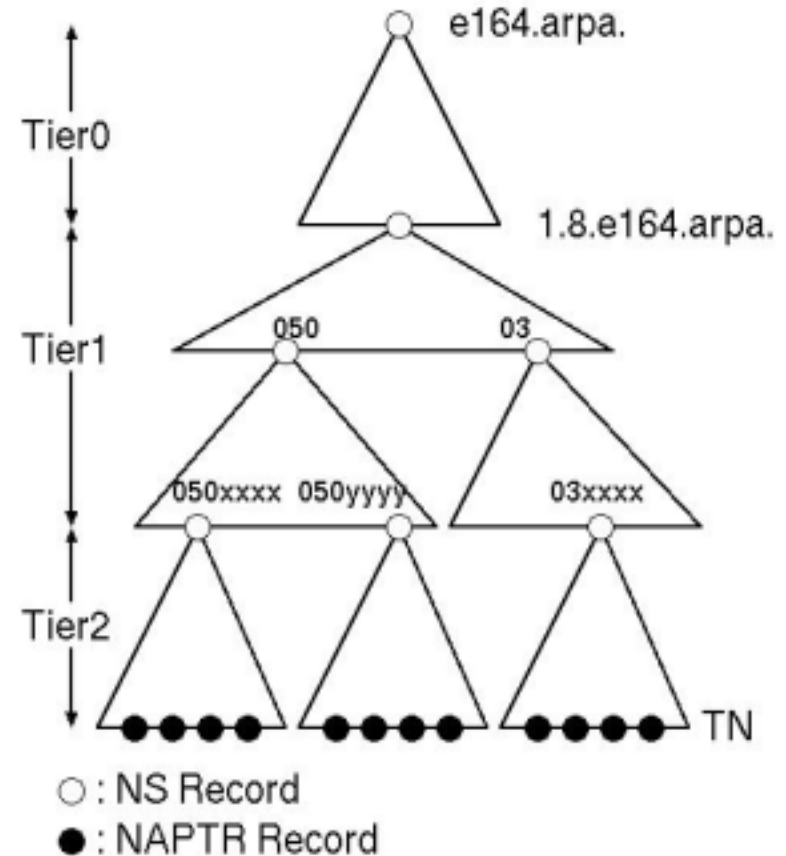 e164.arpa.
Tier0
1.8.e164.arpa.
050 03
Tier1
050xxxx 050yyyy 03xxxx
Tier2
TN
: NS Record
: NAPTR Record